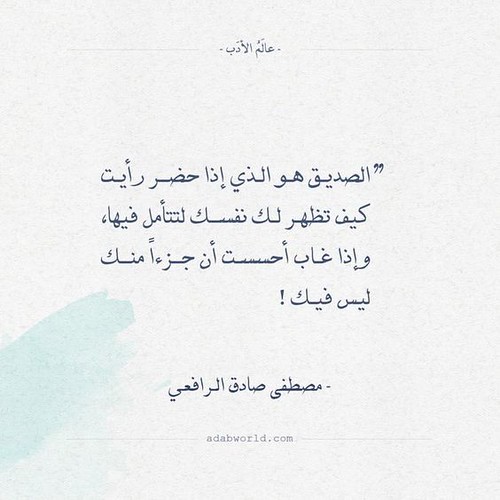 - عالَمُ الأدَب -
” الصديق هو الذي إذا حضر رأيت
كيف تظهر لك نفسك لتتأمل فيها،
وإذا غاب أحسست أن جزءاً منك
ليس فيك !
- مصطفى صادق الرافعي
adabworld.com